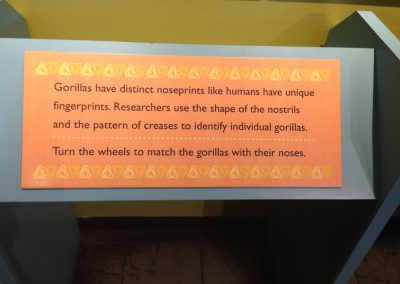 Gorillas have distinct noseprints like humans have unique
fingerprints. Researchers use the shape of the nostrils
and the pattern of creases to identify individual gorillas.
Turn the wheels to match the gorillas with their noses.